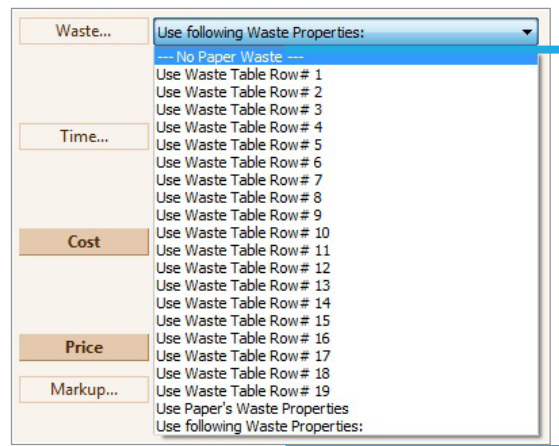 Waste...
Use following Waste Properties:
--- No Paper Waste ---
Use Waste Table Row# 1
Use Waste Table Row# 2
Use Waste Table Row# 3
Use Waste Table Row# 4
Time...
Use Waste Table Row# 5
Use Waste Table Row# 6
Use Waste Table Row# 7
Use Waste Table Row# 8
Use Waste Table Row# 9
Use Waste Table Row# 10
Cost
Use Waste Table Row# 11
Use Waste Table Row# 12
Use Waste Table Row# 13
Use Waste Table Row# 14
Use Waste Table Row# 15
Use Waste Table Row# 16
Price
Use Waste Table Row# 17
Use Waste Table Row# 18
Markup...
Use Waste Table Row# 19
Use Paper's Waste Properties
Use following Waste Properties: